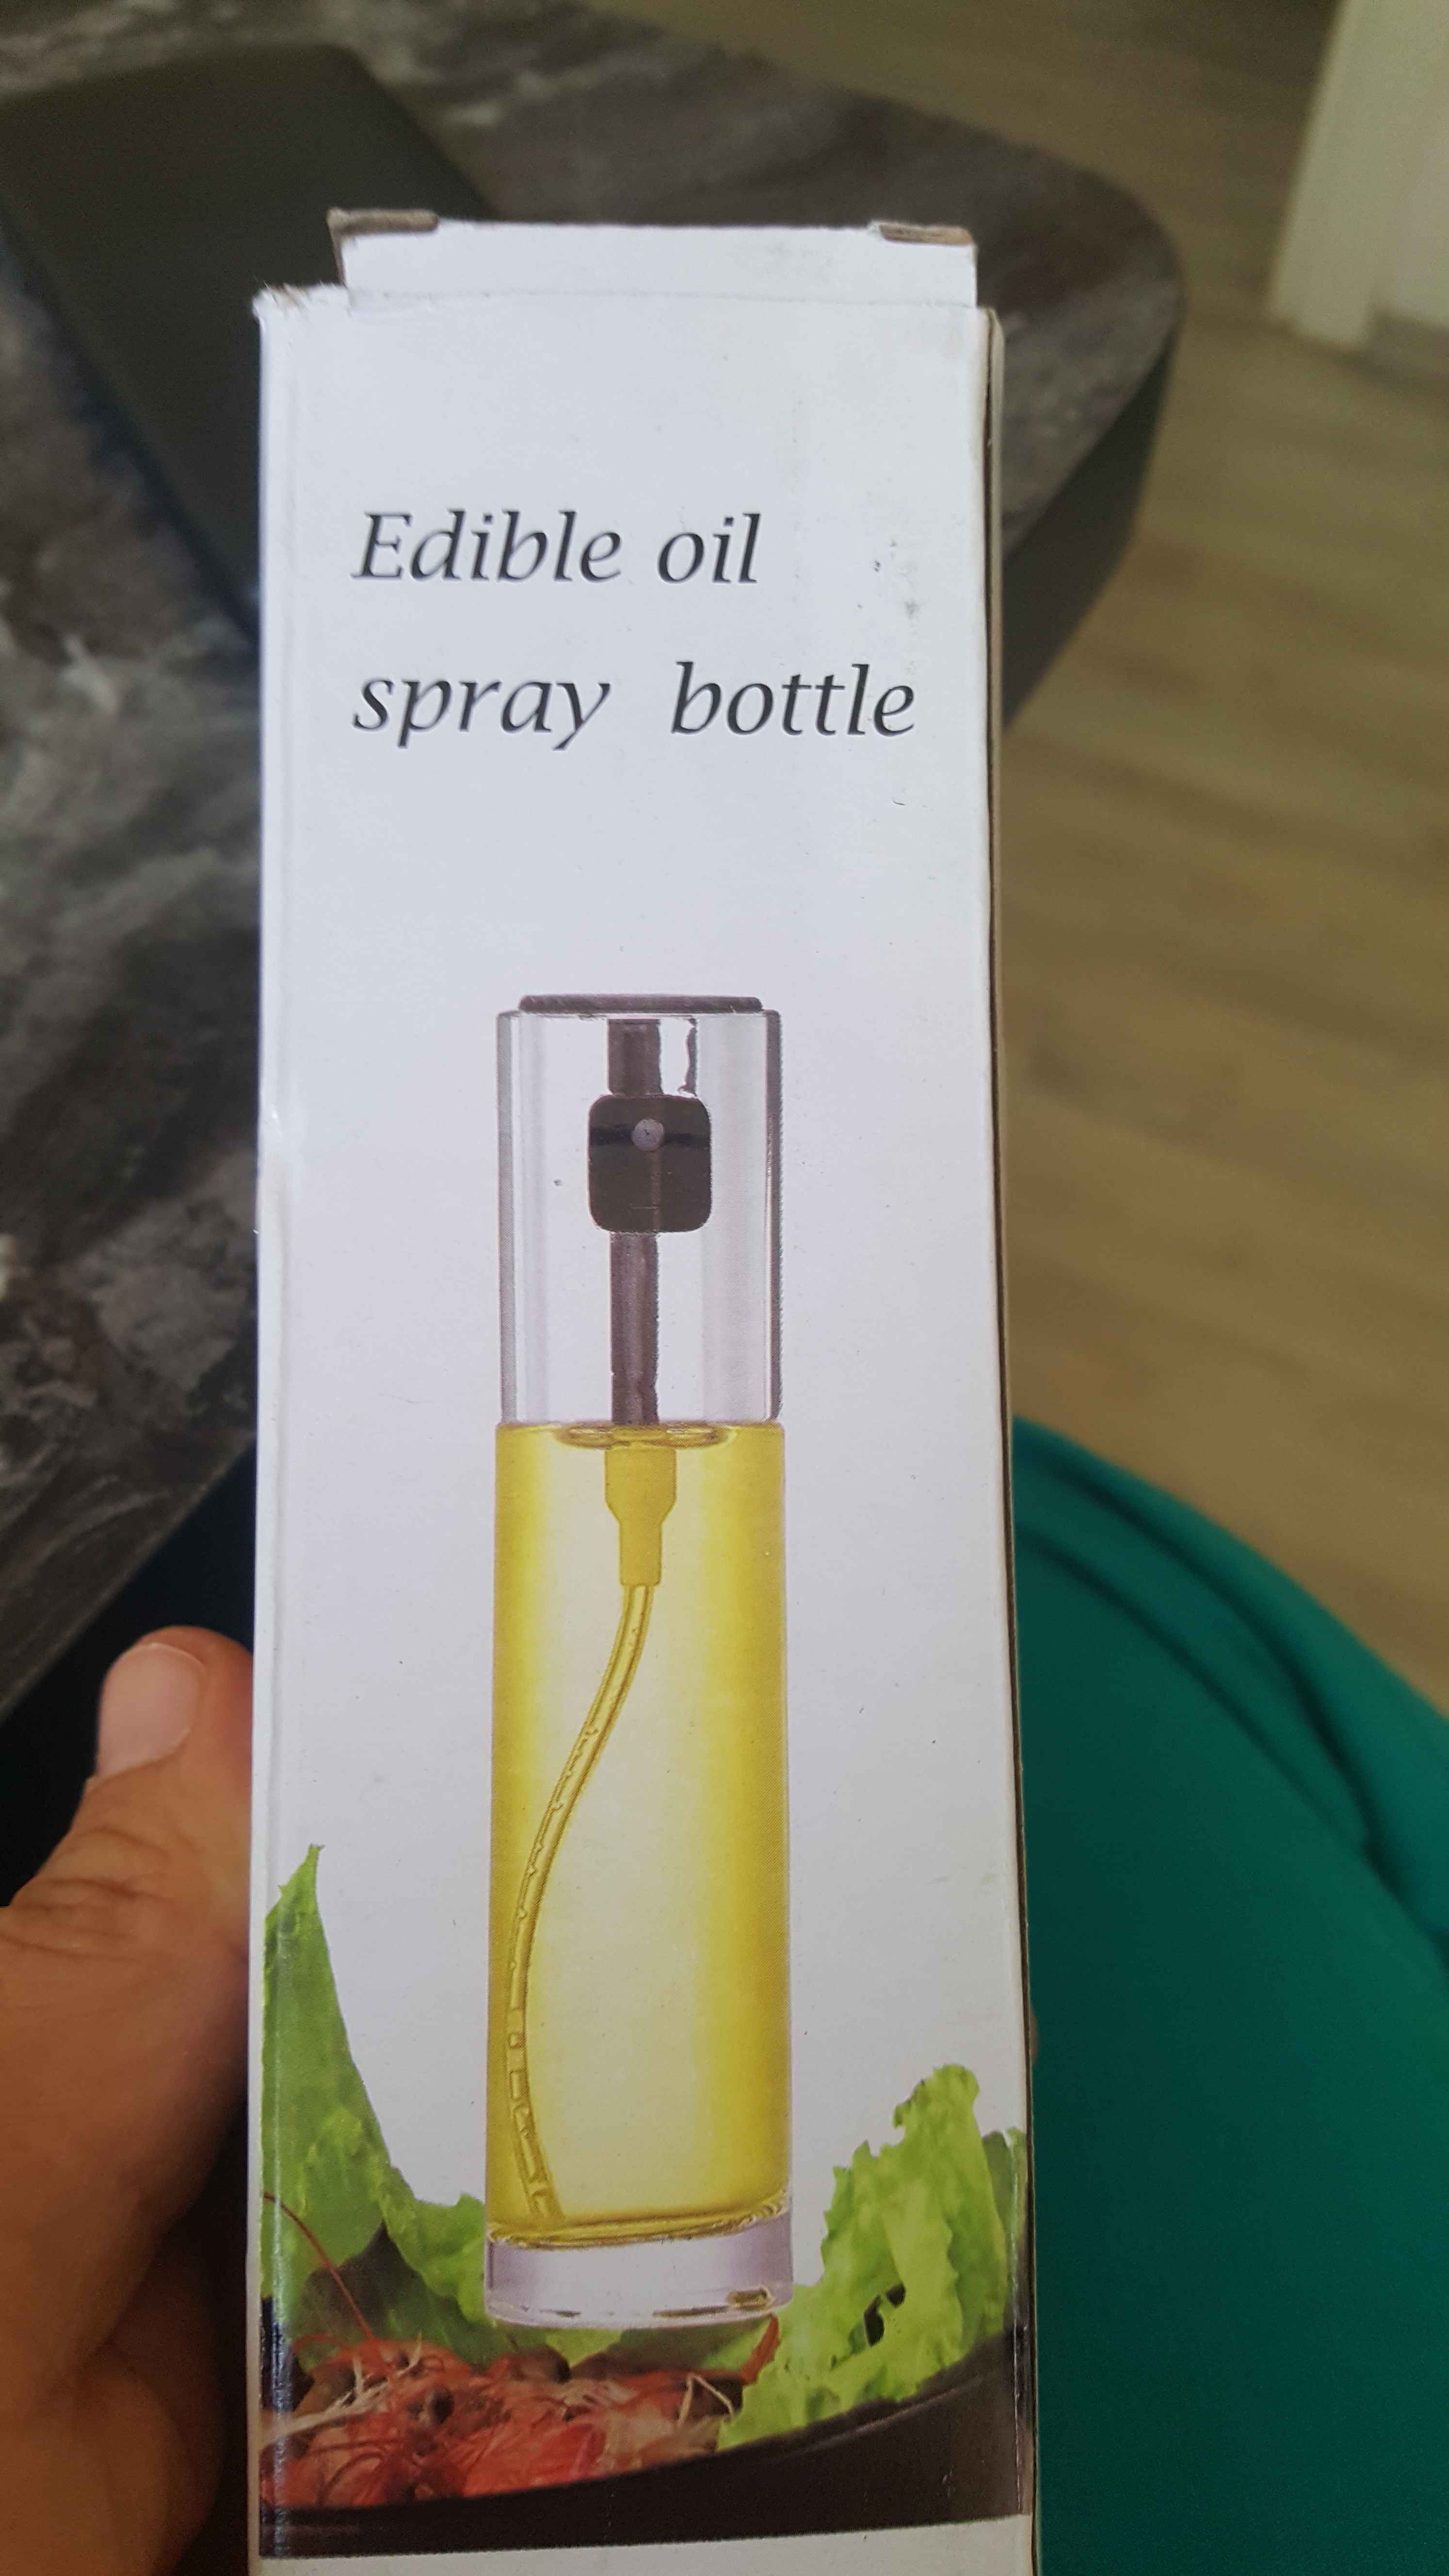 Edible oil
spray bottle